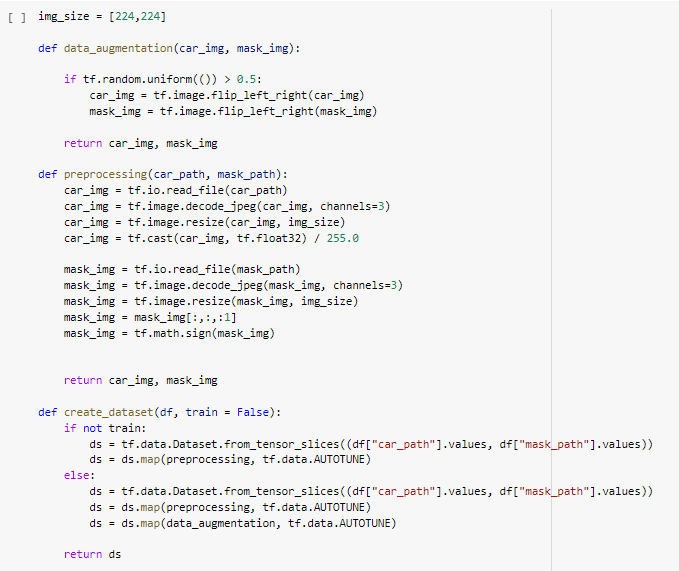 [ ] img_size = [224,224]
def data_augmentation(car_img, mask_img):
if tf.random.uniform(()) > 0.5:
car_img = tf.image.flip_left_right(car_img)
mask_img = tf.image.flip_left_right(mask_img)
return car_img, mask_img
def preprocessing(car_path, mask_path):
car_img = tf.io.read_file(car_path)
car_img = tf.image.decode_jpeg(car_img, channels=3)
car_img = tf.image.resize(car_img, img_size)
car_img = tf.cast(car_img, tf.float32) / 255.0
mask_img = tf.io.read_file(mask_path)
mask_img = tf.image.decode_jpeg(mask_img, channels=3)
mask_img = tf.image.resize(mask_img, img_size)
mask_img = mask_img[:,:,:1]
mask_img = tf.math.sign(mask_img)
return car_img, mask_img
def create_dataset(df, train = False):
if not train:
ds = tf.data.Dataset.from_tensor_slices((df["car_path"].values, df["mask_path"].values))
ds = ds.map(preprocessing, tf.data.AUTOTUNE)
else:
ds = tf.data.Dataset.from_tensor_slices((df["car_path"].values, df["mask_path"].values))
ds = ds.map(preprocessing, tf.data.AUTOTUNE)
ds = ds.map(data_augmentation, tf.data.AUTOTUNE)
return ds